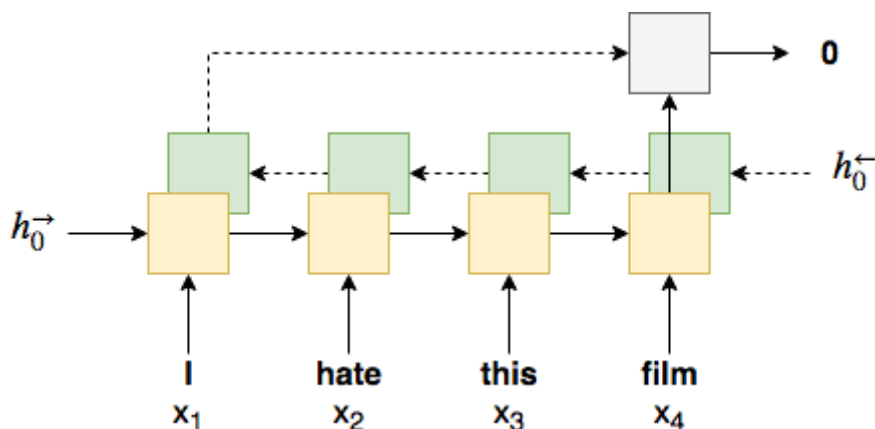 0
h₀←
h₀→
I hate this film
x₁ x₂ x₃ x₄